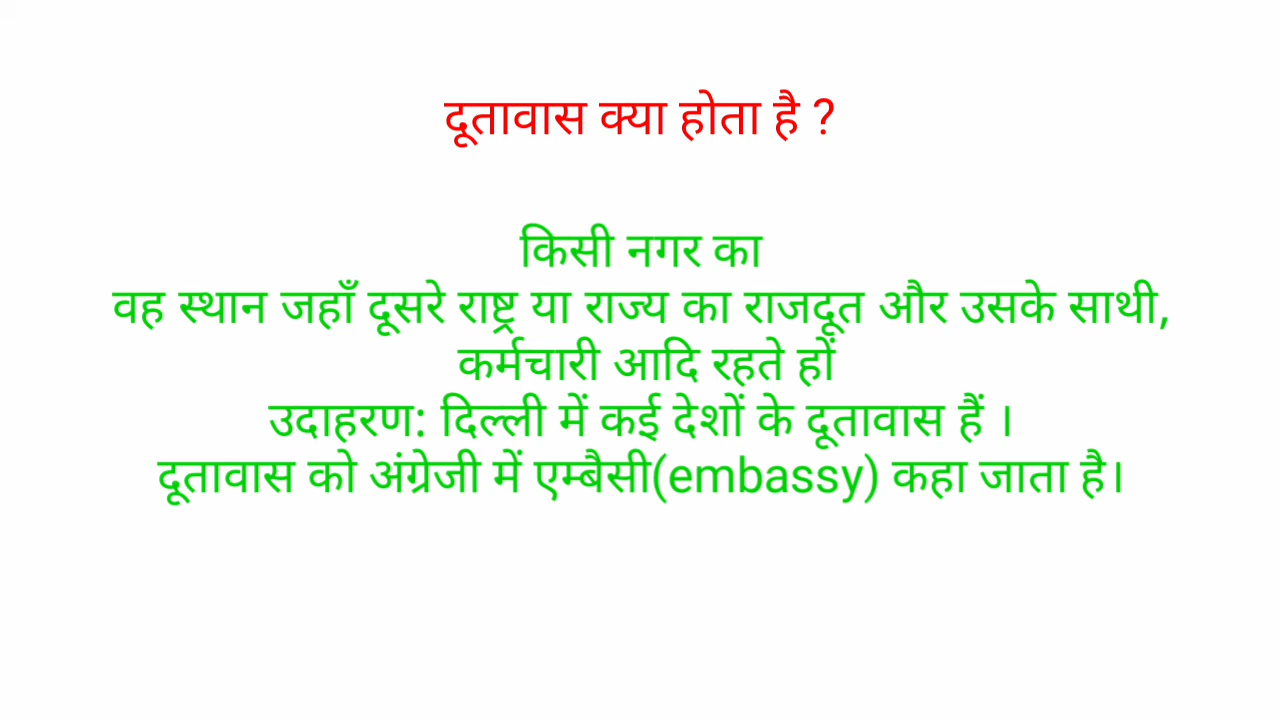 दूतावास क्या होता है ?
किसी नगर का
वह स्थान जहाँ दूसरे राष्ट्र या राज्य का राजदूत और उसके साथी,
कर्मचारी आदि रहते हों
उदाहरण: दिल्ली में कई देशों के दूतावास हैं ।
दूतावास को अंग्रेजी में एम्बैसी(embassy) कहा जाता है।